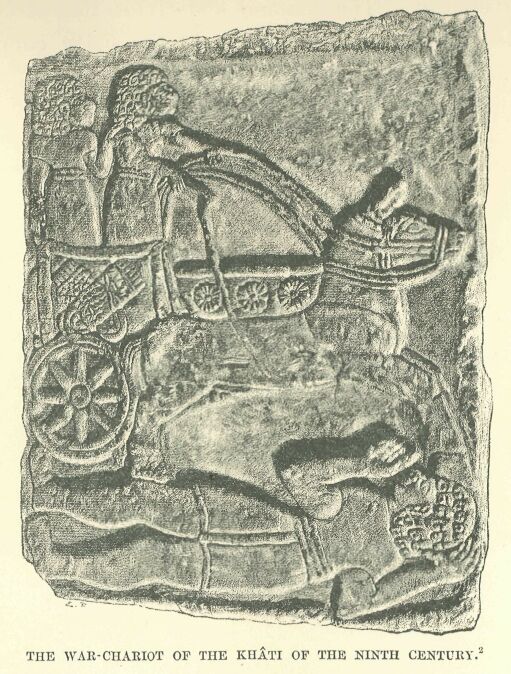 THE WAR-CHARIOT OF THE KHÂTI OF THE NINTH CENTURY.²